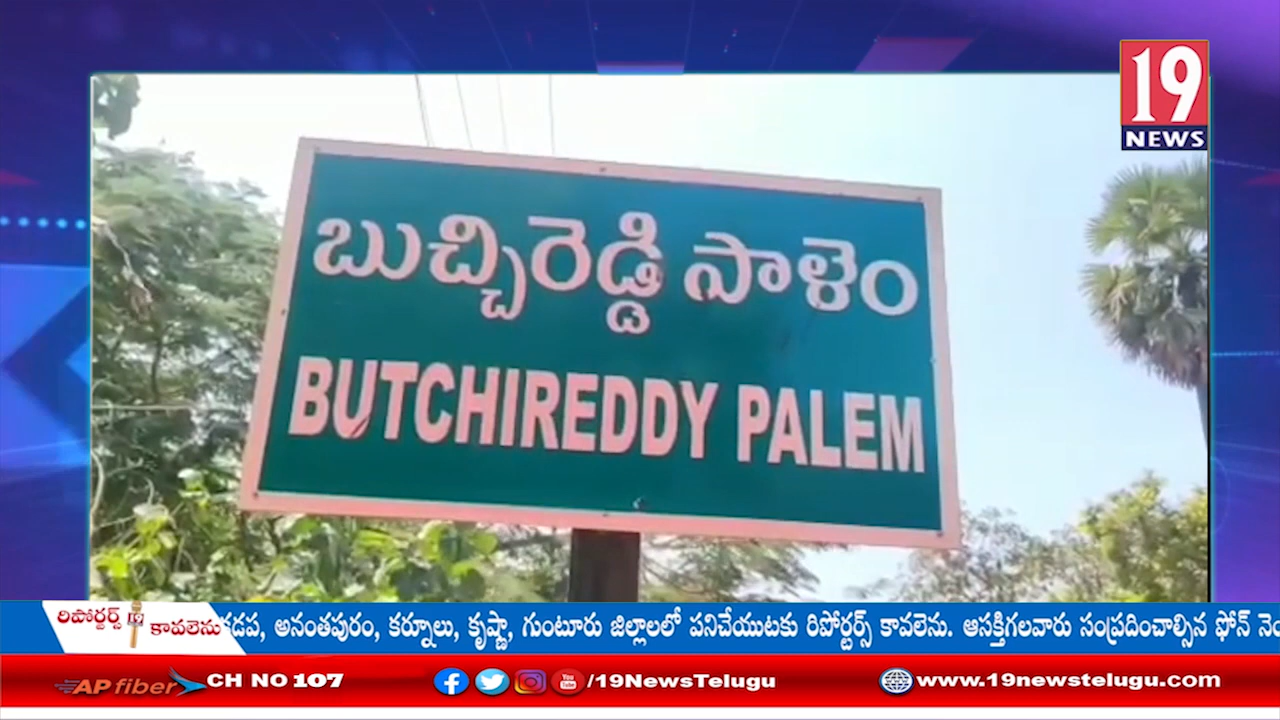 19
NEWS
బుచ్చిరెడ్డి పాళెం
BUTCHIREDDY PALEM
రిపోర్టర్స్ కావలెను
కడప, అనంతపురం, కర్నూలు, కృష్ణా, గుంటూరు జిల్లాలలో పనిచేయుటకు రిపోర్టర్స్ కావలెను. ఆసక్తిగలవారు సంప్రదించాల్సిన ఫోన్
AP fiber CH NO 107 /19NewsTelugu www.19newstelugu.com